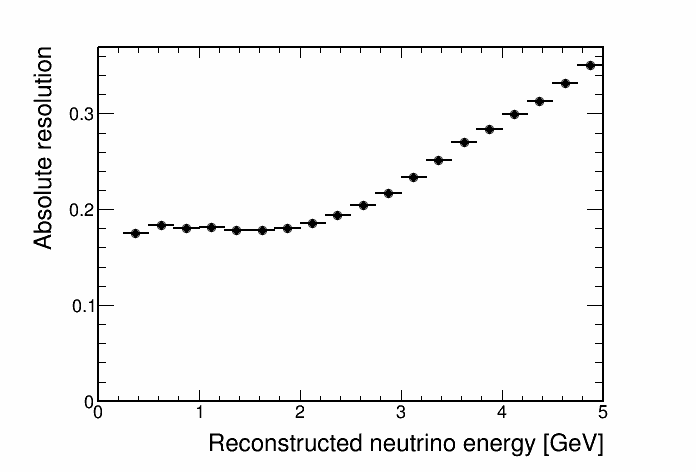 Absolute resolution
0.3
0.2
0.1
0
0 1 2 3 4 5
Reconstructed neutrino energy [GeV]